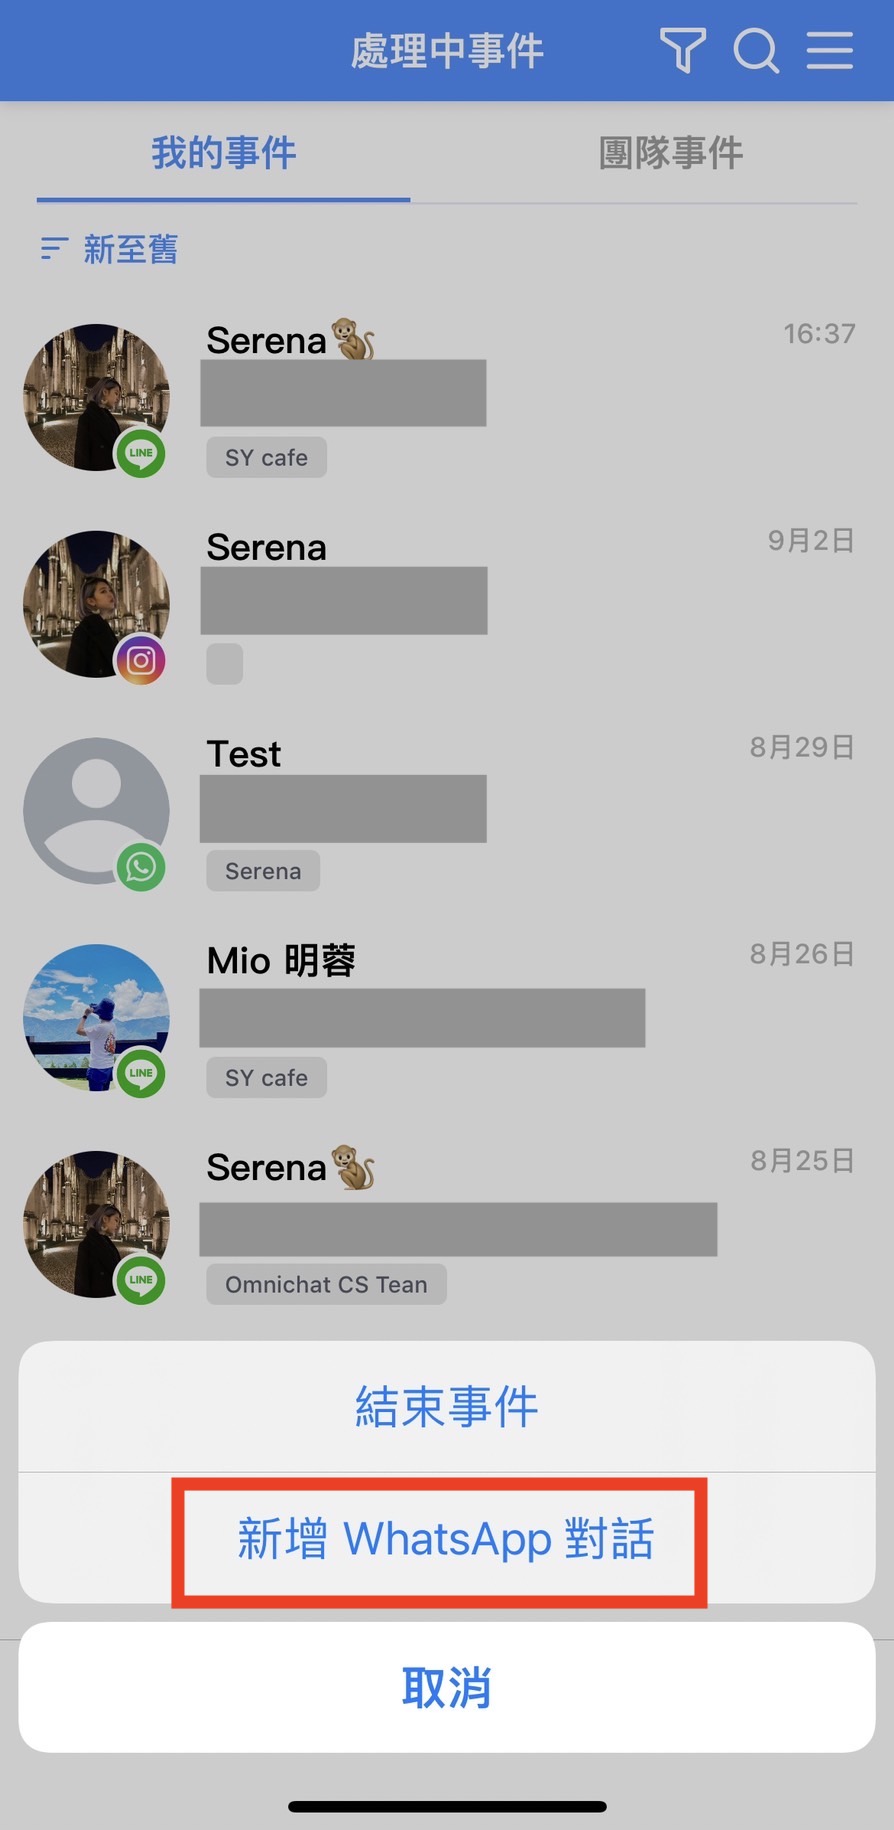 處理中事件
我的事件
團隊事件
新至舊
Serena🐒
16:37
LINE
SY cafe
Serena
9月2日
Test
8月29日
Serena
Mio 明蓉
8月26日
LINE
SY cafe
Serena🐒
8月25日
LINE
Omnichat CS Tean
結束事件
新增 WhatsApp 對話
取消